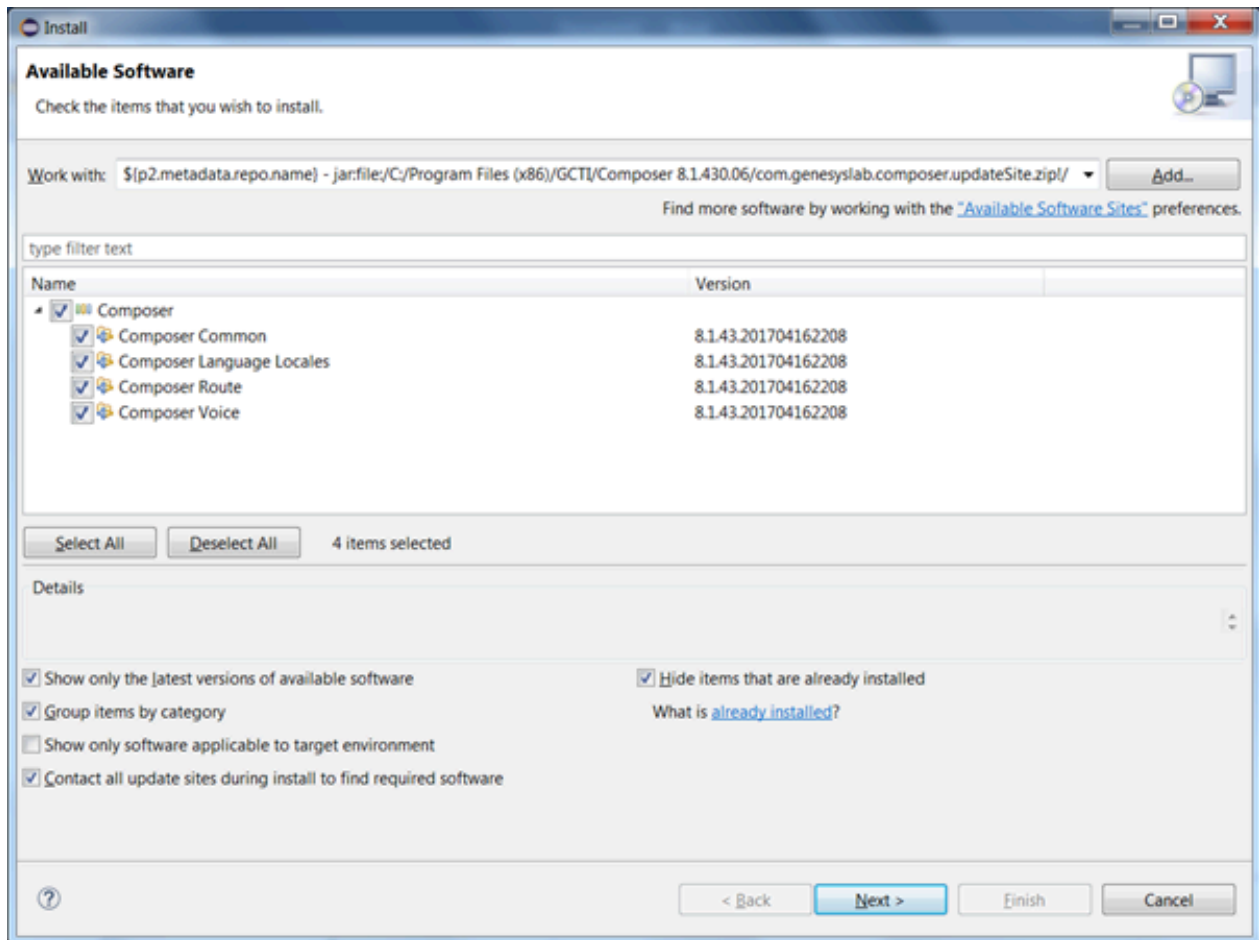 Install
Available Software
Check the items that you wish to install.
Work with: ${p2.metadata.repo.name} - jar:file:/C:/Program Files (x86)/GCTI/Composer 8.1.430.06/com.genesyslab.composer.updateSite.zip!/ Add...
Find more software by working with the "Available Software Sites" preferences.
type filter text
Name Version
Composer
Composer Common 8.1.43.201704162208
Composer Language Locales 8.1.43.201704162208
Composer Route 8.1.43.201704162208
Composer Voice 8.1.43.201704162208
Select All Deselect All 4 items selected
Details
Show only the latest versions of available software Hide items that are already installed
Group items by category What is already installed?
Show only software applicable to target environment
Contact all update sites during install to find required software
? < Back Next > Finish Cancel